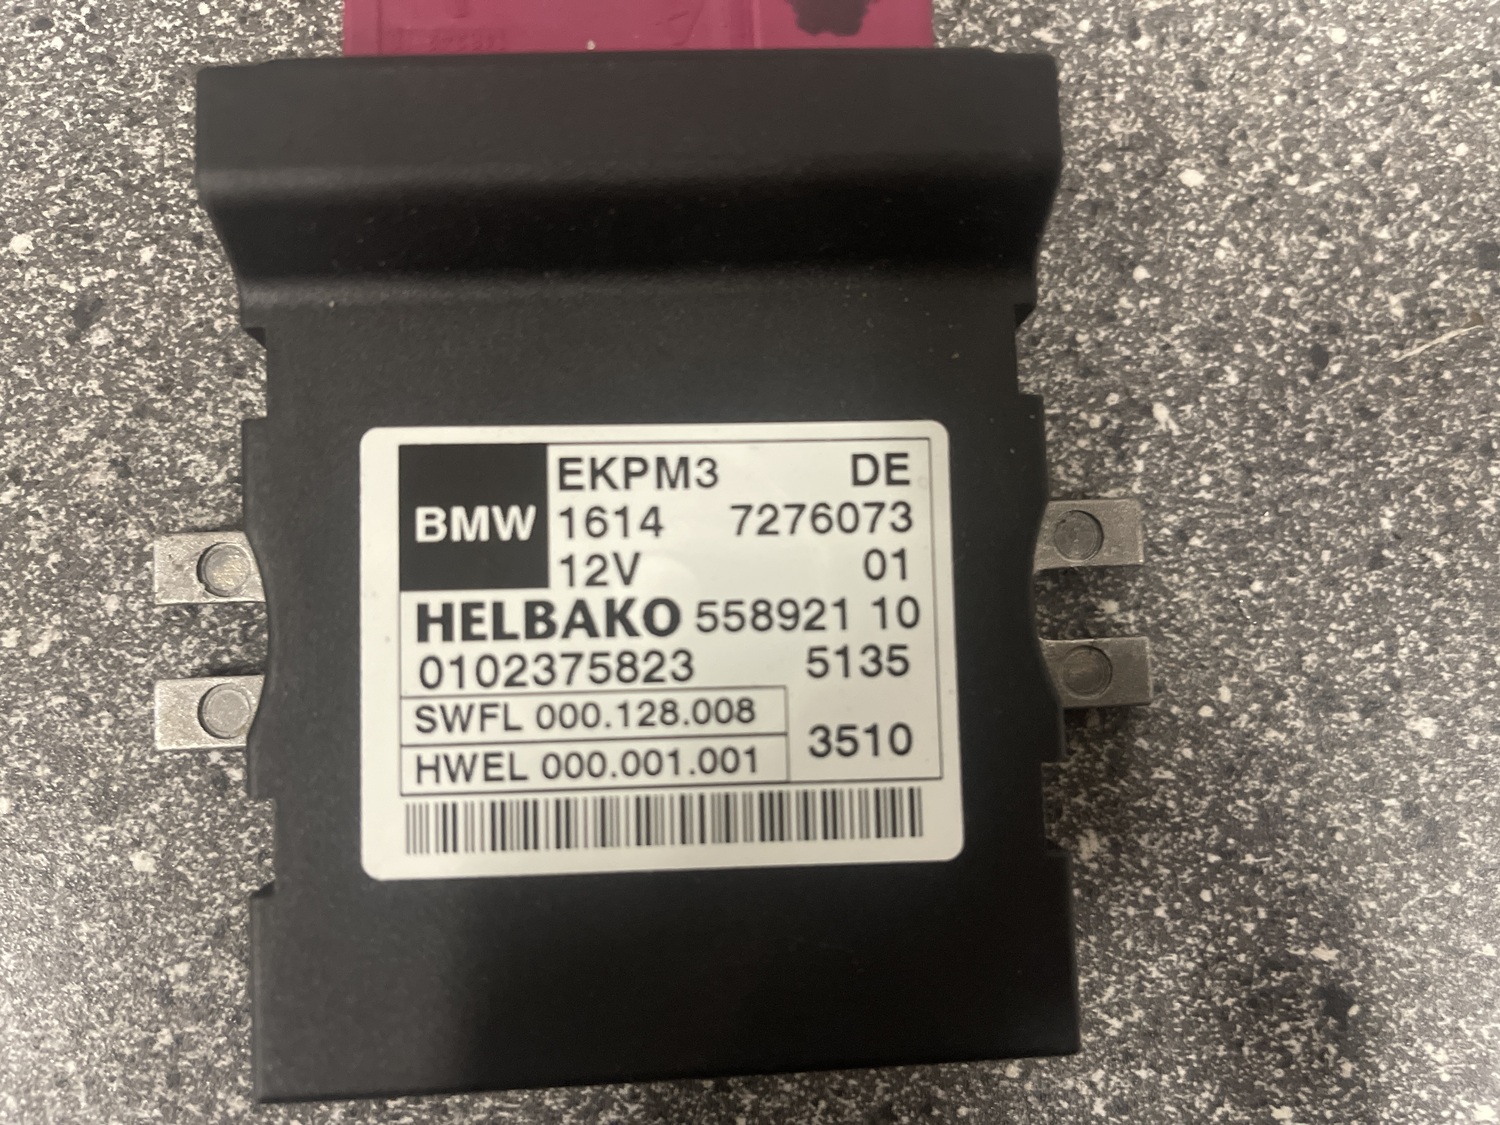 EKPM3 DE
BMW 1614 7276073
12V 01
HELBAKO 558921 10
0102375823 5135
SWFL 000.128.008
3510
HWEL 000.001.001